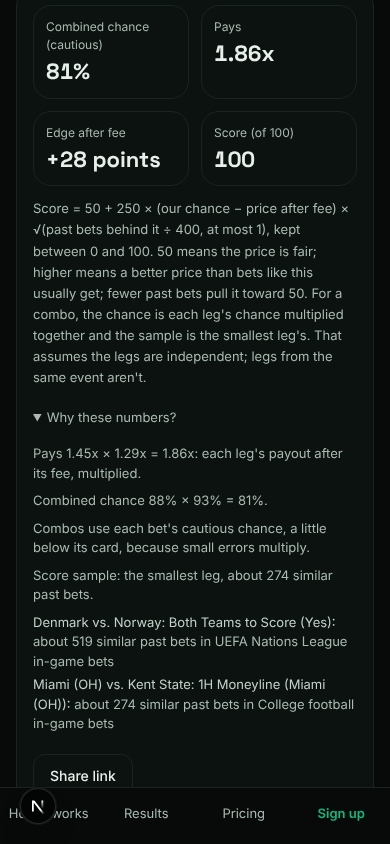 Combined chance
(cautious)
81%
Pays
1.86x
Edge after fee
+28 points
Score (of 100)
100
Score = 50 + 250 × (our chance − price after fee) ×
√(past bets behind it ÷ 400, at most 1), kept
between 0 and 100. 50 means the price is fair;
higher means a better price than bets like this
usually get; fewer past bets pull it toward 50. For a
combo, the chance is each leg's chance multiplied
together and the sample is the smallest leg's. That
assumes the legs are independent; legs from the
same event aren't.
▼ Why these numbers?
Pays 1.45x × 1.29x = 1.86x: each leg's payout after
its fee, multiplied.
Combined chance 88% × 93% = 81%.
Combos use each bet's cautious chance, a little
below its card, because small errors multiply.
Score sample: the smallest leg, about 274 similar
past bets.
Denmark vs. Norway: Both Teams to Score (Yes):
about 519 similar past bets in UEFA Nations League
in-game bets
Miami (OH) vs. Kent State: 1H Moneyline (Miami
(OH)): about 274 similar past bets in College football
in-game bets
Share link
N
works
Results
Pricing
Sign up